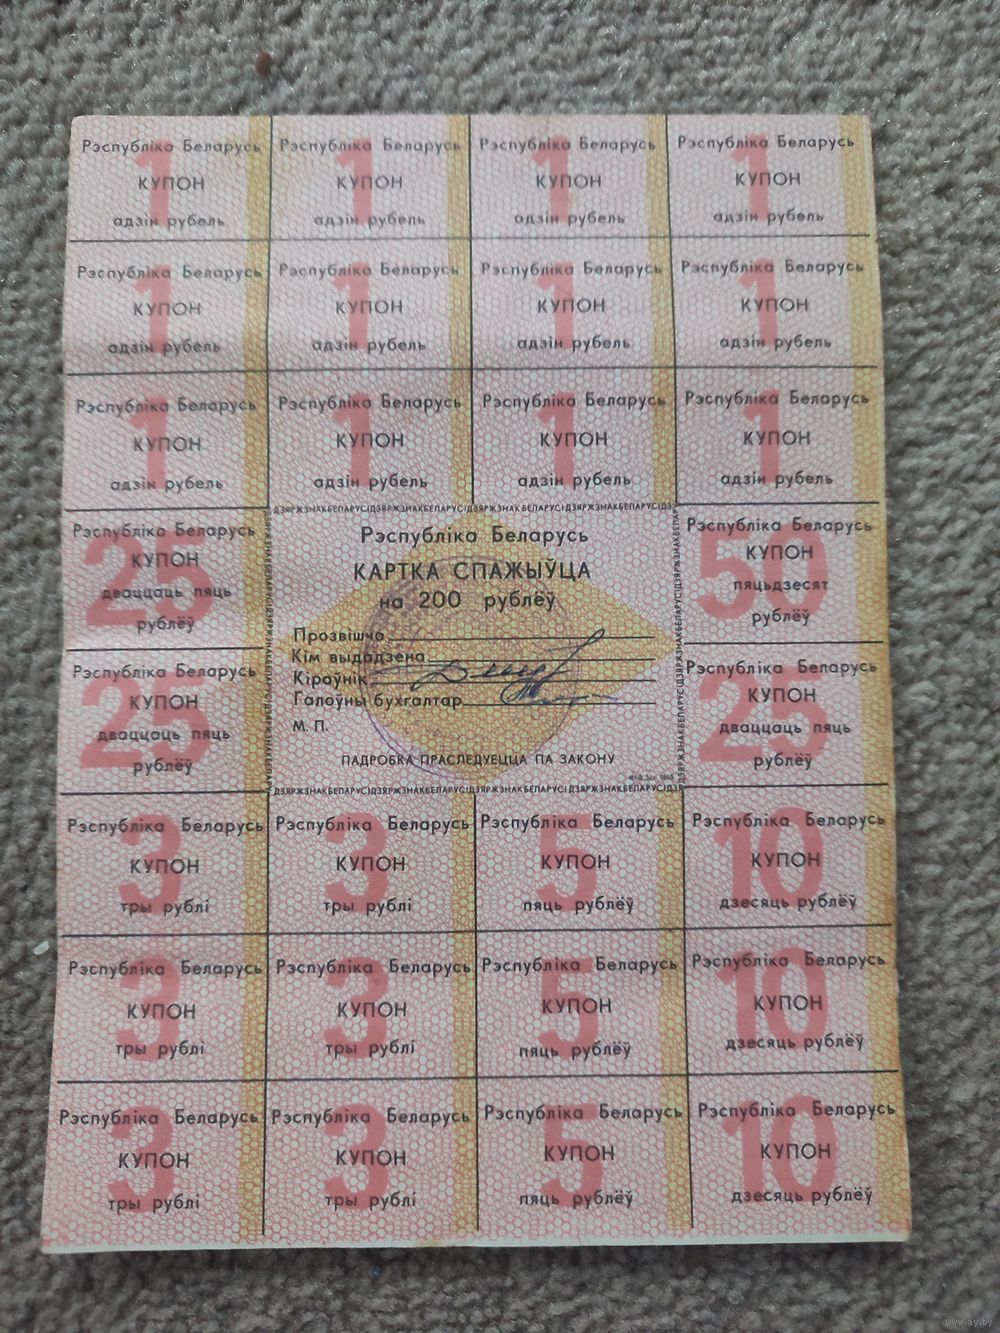 Рэспубліка Беларусь Рэспубліка Беларусь Рэспубліка Беларусь Рэспубліка Беларусь
1 1 1 1
КУПОН КУПОН КУПОН КУПОН
адзін рубель адзін рубель адзін рубель адзін рубель
Рэспубліка Беларусь Рэспубліка Беларусь Рэспубліка Беларусь Рэспубліка Беларусь
1 1 1 1
КУПОН КУПОН КУПОН КУПОН
адзін рубель адзін рубель адзін рубель адзін рубель
Рэспубліка Беларусь Рэспубліка Беларусь Рэспубліка Беларусь Рэспубліка Беларусь
1 1 1 1
КУПОН КУПОН КУПОН КУПОН
адзін рубель адзін рубель адзін рубель адзін рубель
Рэспубліка Беларусь
25
КУПОН
дваццаць пяць
рублёў
Рэспубліка Беларусь
25
КУПОН
дваццаць пяць
рублёў
ДЗЯРЖЗНАКБЕЛАРУСІДЗЯРЖЗНАКБЕЛАРУСІДЗЯРЖЗНАКБЕЛАРУСІДЗЯРЖЗНАКБЕЛАРУСІДЗЯ
Рэспубліка Беларусь
КАРТКА СПАЖЫЎЦА
на 200 рублёў
Прозвішча
Кім выдадзена
Кіраўнік
Галоўны бухгалтар
М. П.
ПАДРОБКА ПРАСЛЕДУЕЦЦА ПА ЗАКОНУ
ДЗЯРЖЗНАКБЕЛАРУСІДЗЯРЖЗНАКБЕЛАРУСІДЗЯРЖЗНАКБЕЛАРУСІДЗЯРЖЗНАКБЕЛАРУСІДЗЯ
Рэспубліка Беларусь
50
КУПОН
пяцьдзесят
рублёў
Рэспубліка Беларусь
25
КУПОН
дваццаць пяць
рублёў
Рэспубліка Беларусь Рэспубліка Беларусь Рэспубліка Беларусь Рэспубліка Беларусь
3 3 5 10
КУПОН КУПОН КУПОН КУПОН
тры рублі тры рублі пяць рублёў дзесяць рублёў
Рэспубліка Беларусь Рэспубліка Беларусь Рэспубліка Беларусь Рэспубліка Беларусь
3 3 5 10
КУПОН КУПОН КУПОН КУПОН
тры рублі тры рублі пяць рублёў дзесяць рублёў
Рэспубліка Беларусь Рэспубліка Беларусь Рэспубліка Беларусь Рэспубліка Беларусь
3 3 5 10
КУПОН КУПОН КУПОН КУПОН
тры рублі тры рублі пяць рублёў дзесяць рублёў
www.ay.by